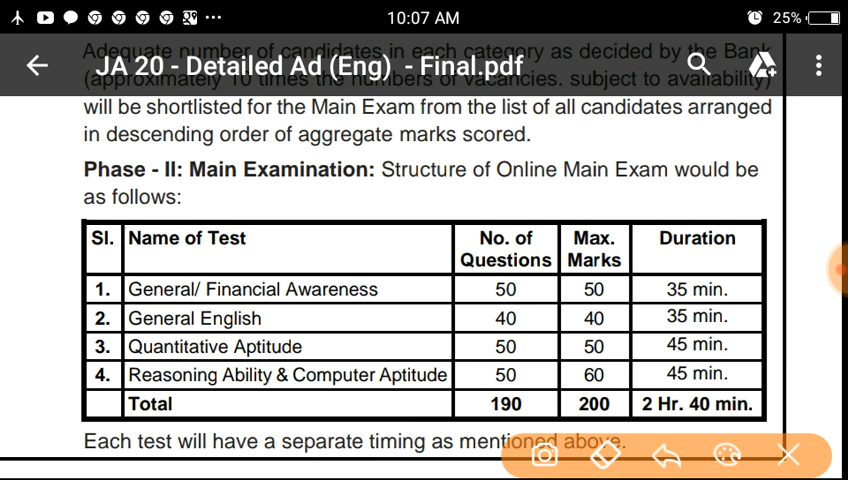 10:07 AM
25%
Adequate number of candidates in each category as decided by the Bank
JA 20 - Detailed Ad (Eng) - Final.pdf
(approximately 10 times the numbers of vacancies. subject to availability)
will be shortlisted for the Main Exam from the list of all candidates arranged
in descending order of aggregate marks scored.
Phase - II: Main Examination: Structure of Online Main Exam would be
as follows:
Sl. Name of Test No. of Questions Max. Marks Duration
1. General/ Financial Awareness 50 50 35 min.
2. General English 40 40 35 min.
3. Quantitative Aptitude 50 50 45 min.
4. Reasoning Ability & Computer Aptitude 50 60 45 min.
Total 190 200 2 Hr. 40 min.
Each test will have a separate timing as mentioned above.